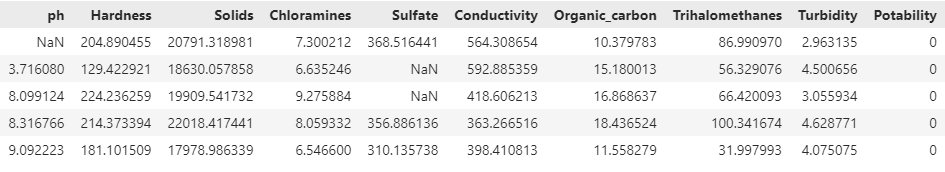 ph Hardness Solids Chloramines Sulfate Conductivity Organic_carbon Trihalomethanes Turbidity Potability
NaN 204.890455 20791.318981 7.300212 368.516441 564.308654 10.379783 86.990970 2.963135 0
3.716080 129.422921 18630.057858 6.635246 NaN 592.885359 15.180013 56.329076 4.500656 0
8.099124 224.236259 19909.541732 9.275884 NaN 418.606213 16.868637 66.420093 3.055934 0
8.316766 214.373394 22018.417441 8.059332 356.886136 363.266516 18.436524 100.341674 4.628771 0
9.092223 181.101509 17978.986339 6.546600 310.135738 398.410813 11.558279 31.997993 4.075075 0